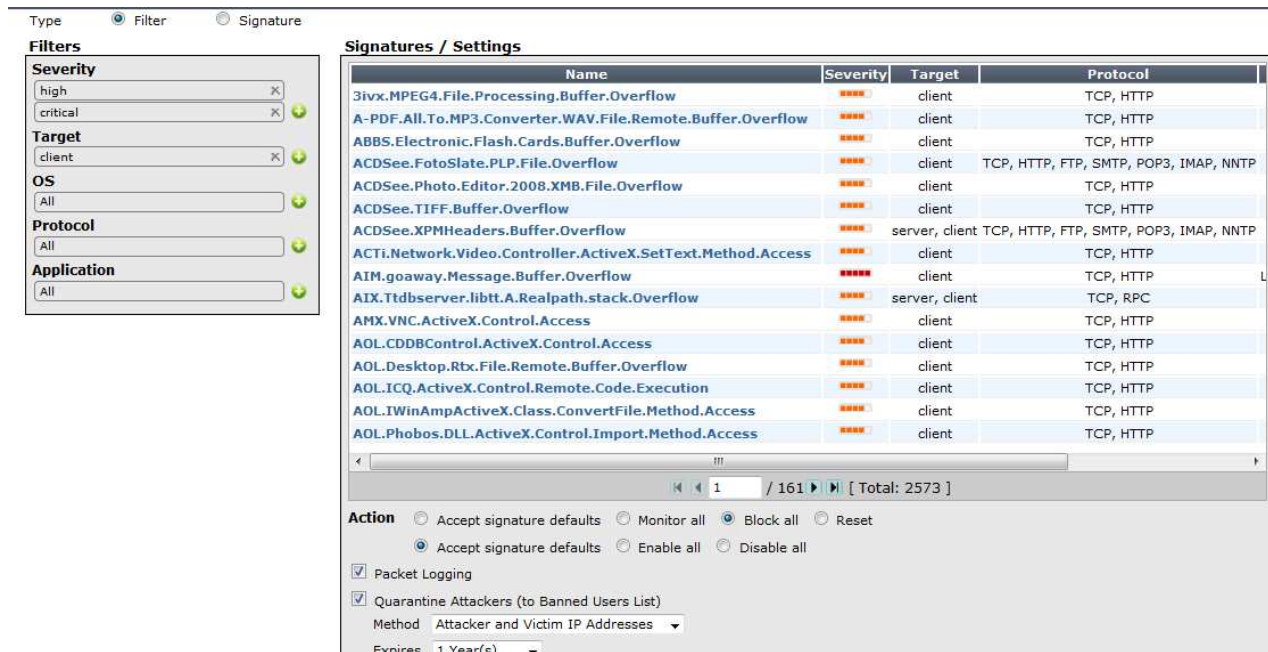 Type Filter Signature
Filters
Severity
high
critical
Target
client
OS
All
Protocol
All
Application
All
Signatures / Settings
Name Severity Target Protocol
3ivx.MPEG4.File.Processing.Buffer.Overflow client TCP, HTTP
A-PDF.All.To.MP3.Converter.WAV.File.Remote.Buffer.Overflow client TCP, HTTP
ABBS.Electronic.Flash.Cards.Buffer.Overflow client TCP, HTTP
ACDSee.FotoSlate.PLP.File.Overflow client TCP, HTTP, FTP, SMTP, POP3, IMAP, NNTP
ACDSee.Photo.Editor.2008.XMB.File.Overflow client TCP, HTTP
ACDSee.TIFF.Buffer.Overflow client TCP, HTTP
ACDSee.XPMHeaders.Buffer.Overflow server, client TCP, HTTP, FTP, SMTP, POP3, IMAP, NNTP
ACTi.Network.Video.Controller.ActiveX.SetText.Method.Access client TCP, HTTP
AIM.goaway.Message.Buffer.Overflow client TCP, HTTP L
AIX.Ttdbserver.libtt.A.Realpath.stack.Overflow server, client TCP, RPC
AMX.VNC.ActiveX.Control.Access client TCP, HTTP
AOL.CDDBControl.ActiveX.Control.Access client TCP, HTTP
AOL.Desktop.Rtx.File.Remote.Buffer.Overflow client TCP, HTTP
AOL.ICQ.ActiveX.Control.Remote.Code.Execution client TCP, HTTP
AOL.IWinAmpActiveX.Class.ConvertFile.Method.Access client TCP, HTTP
AOL.Phobos.DLL.ActiveX.Control.Import.Method.Access client TCP, HTTP
1 / 161 [ Total: 2573 ]
Action Accept signature defaults Monitor all Block all Reset
Accept signature defaults Enable all Disable all
Packet Logging
Quarantine Attackers (to Banned Users List)
Method Attacker and Victim IP Addresses
Expires 1 Year(s)